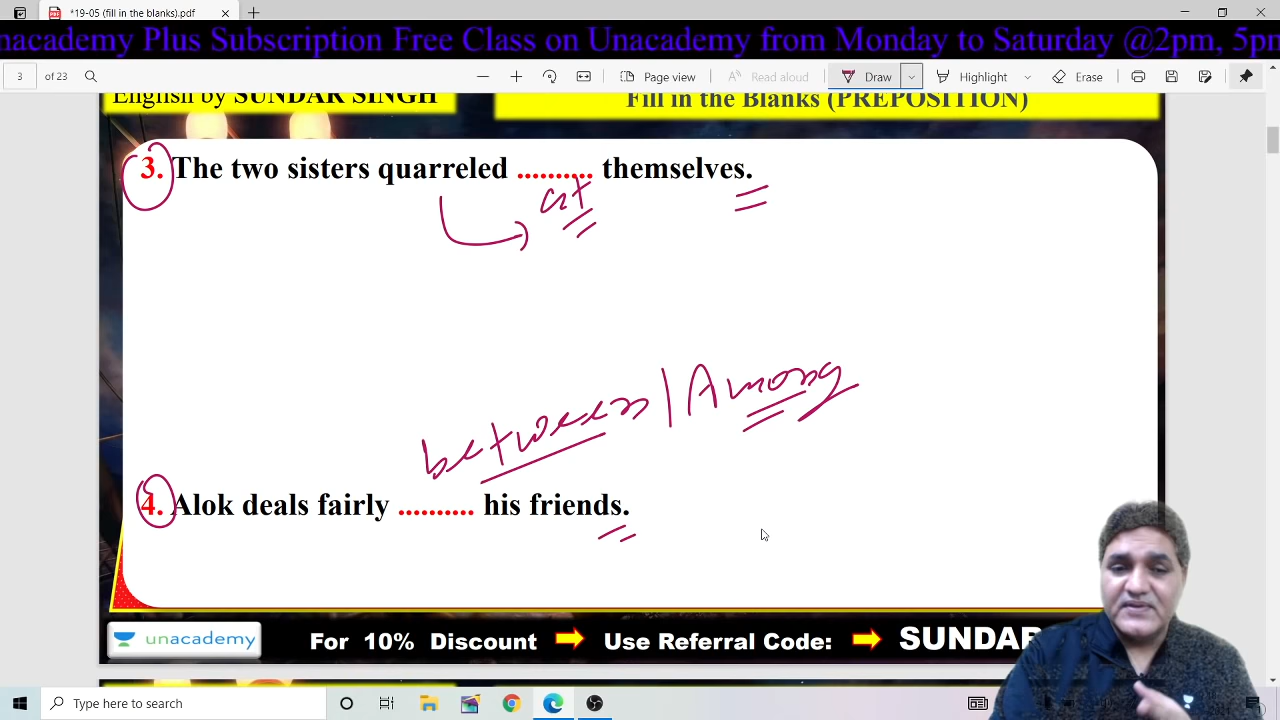 *19-05 (fill in the blanks).pdf
nacademy Plus Subscription Free Class on Unacademy from Monday to Saturday @2pm, 5pm
3 of 23 Page view Read aloud Draw Highlight Erase
English by SUNDAR SINGH
Fill in the Blanks (PREPOSITION)
3. The two sisters quarreled .......... themselves.
at
between | Among
4. Alok deals fairly .......... his friends.
unacademy For 10% Discount Use Referral Code: SUNDAR
Type here to search